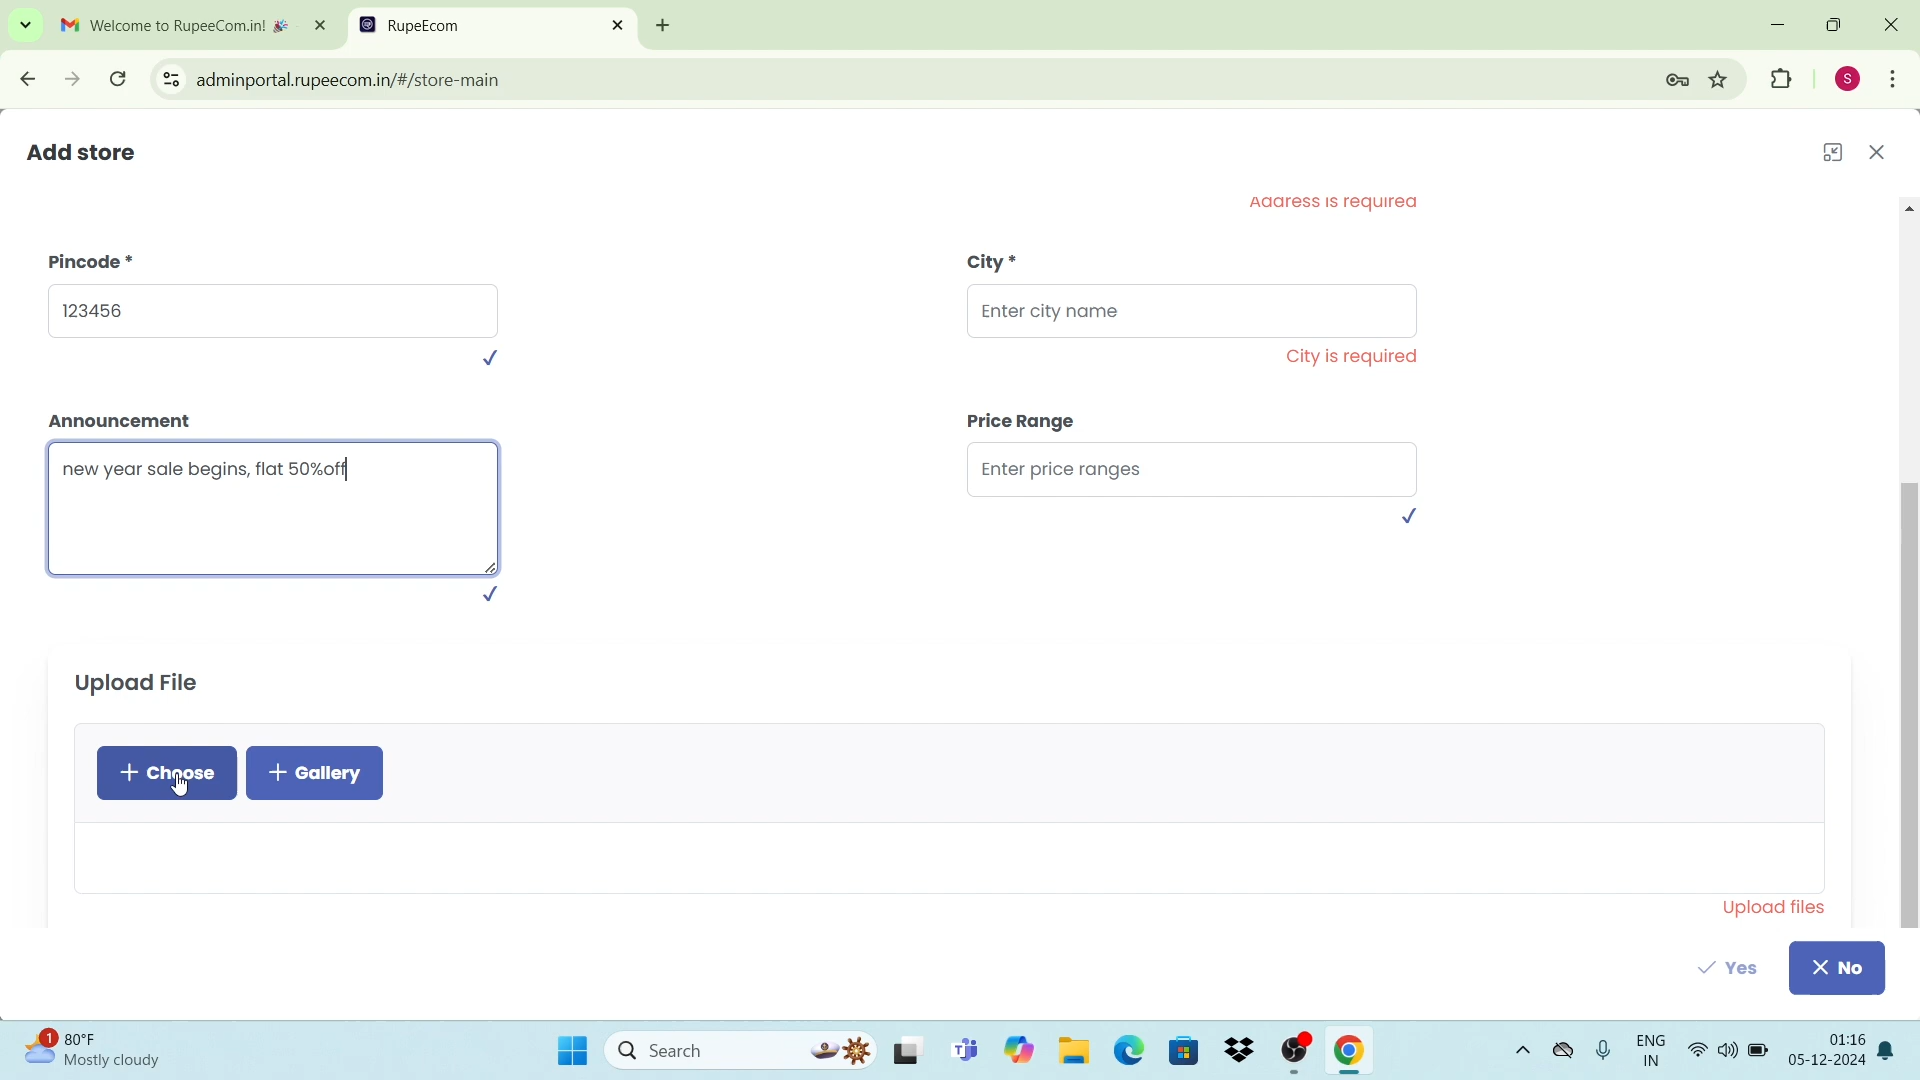 Welcome to RupeeCom.in! 🎉
RupeEcom
adminportal.rupeecom.in/#/store-main
S
Add store
Address is required
Pincode *
City *
123456
Enter city name
City is required
Announcement
Price Range
new year sale begins, flat 50%off
Enter price ranges
Upload File
+ Choose
+ Gallery
Upload files
Yes
No
1
80°F
Mostly cloudy
Search
ENG
IN
01:16
05-12-2024